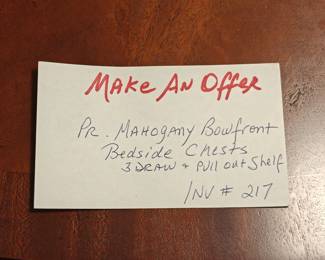 Make An Offer
Pr. Mahogany Bowfront
Bedside Chests
3 Draw + Pull Out Shelf
Inv # 217